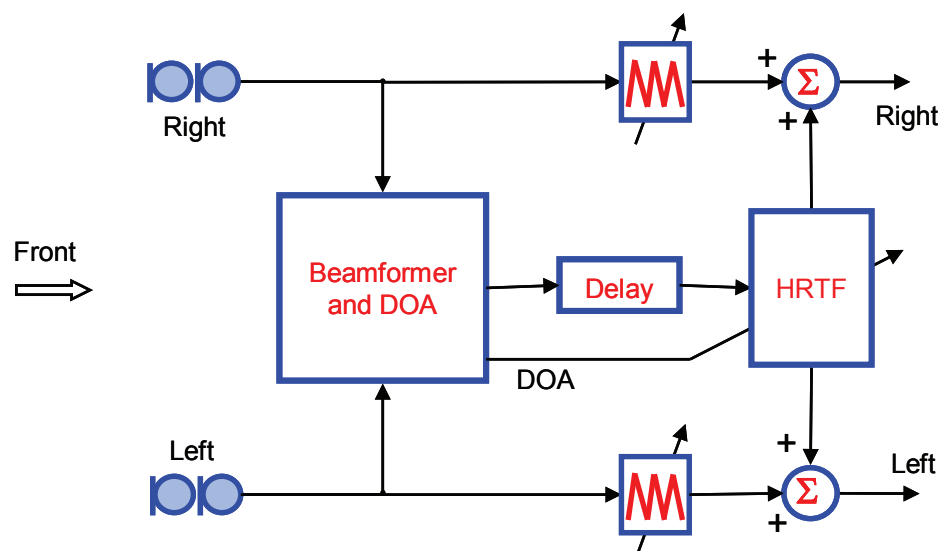 +
Σ
Right
+
Right
Front
Beamformer
and DOA
Delay
HRTF
DOA
Left
+
Σ
Left
+